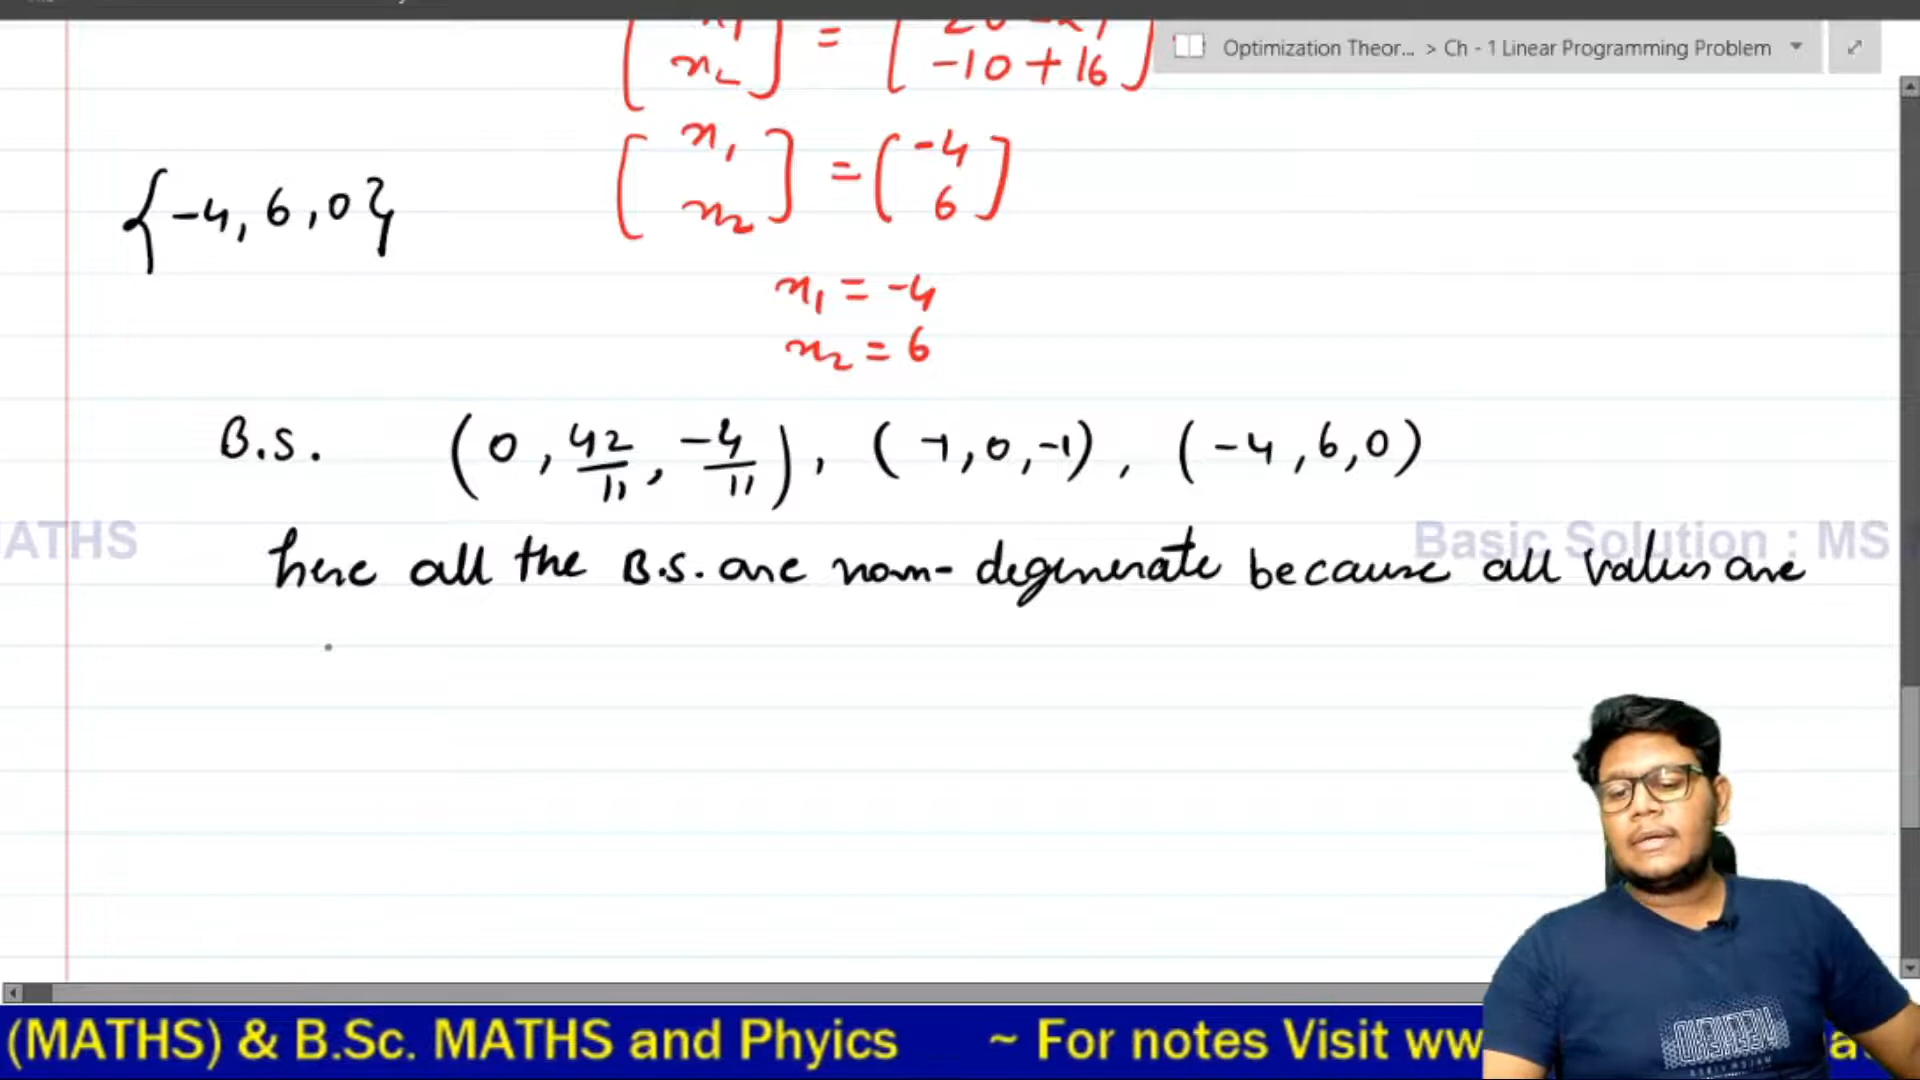 Optimization Theor... > Ch - 1 Linear Programming Problem
x₂ -10+16
{-4, 6, 0}
[x₁ x₂] = [-4 6]
x₁ = -4
x₂ = 6
B.S. (0, 42/11, -4/11), (7, 0, -1), (-4, 6, 0)
ATHS
Basic Solution : MS
here all the B.S. are non-degenerate because all values are
(MATHS) & B.Sc. MATHS and Phyics ~ For notes Visit ww